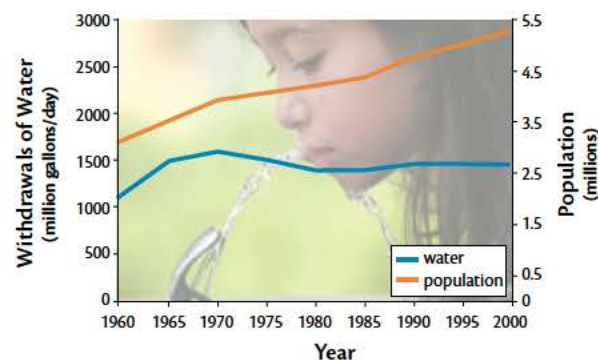 Withdrawals of Water
(million gallons/day)
3000
2500
2000
1500
1000
500
0
5.5
4.5
3.5
2.5
1.5
0.5
0
Population
(millions)
water
population
1960 1965 1970 1975 1980 1985 1990 1995 2000
Year